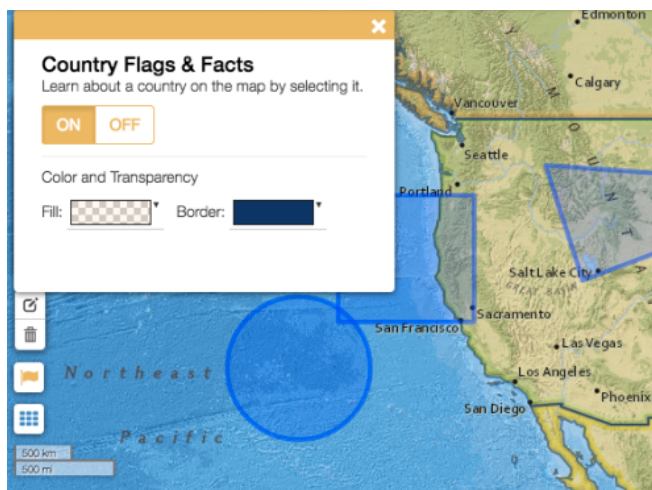 ×
Country Flags & Facts
Learn about a country on the map by selecting it.
ON OFF
Color and Transparency
Fill: Border:
Edmonton
Calgary
Vancouver
Seattle
Portland
Salt Lake City
GREAT BASIN
Sacramento
San Francisco
Las Vegas
Los Angeles
Phoenix
San Diego
Northeast
Pacific
500 km
500 mi